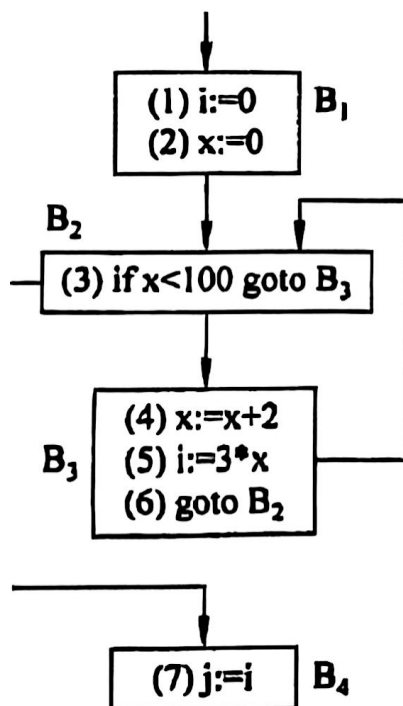 (1) i:=0
(2) x:=0
B₁
B₂
(3) if x<100 goto B₃
(4) x:=x+2
(5) i:=3*x
(6) goto B₂
B₃
(7) j:=i
B₄